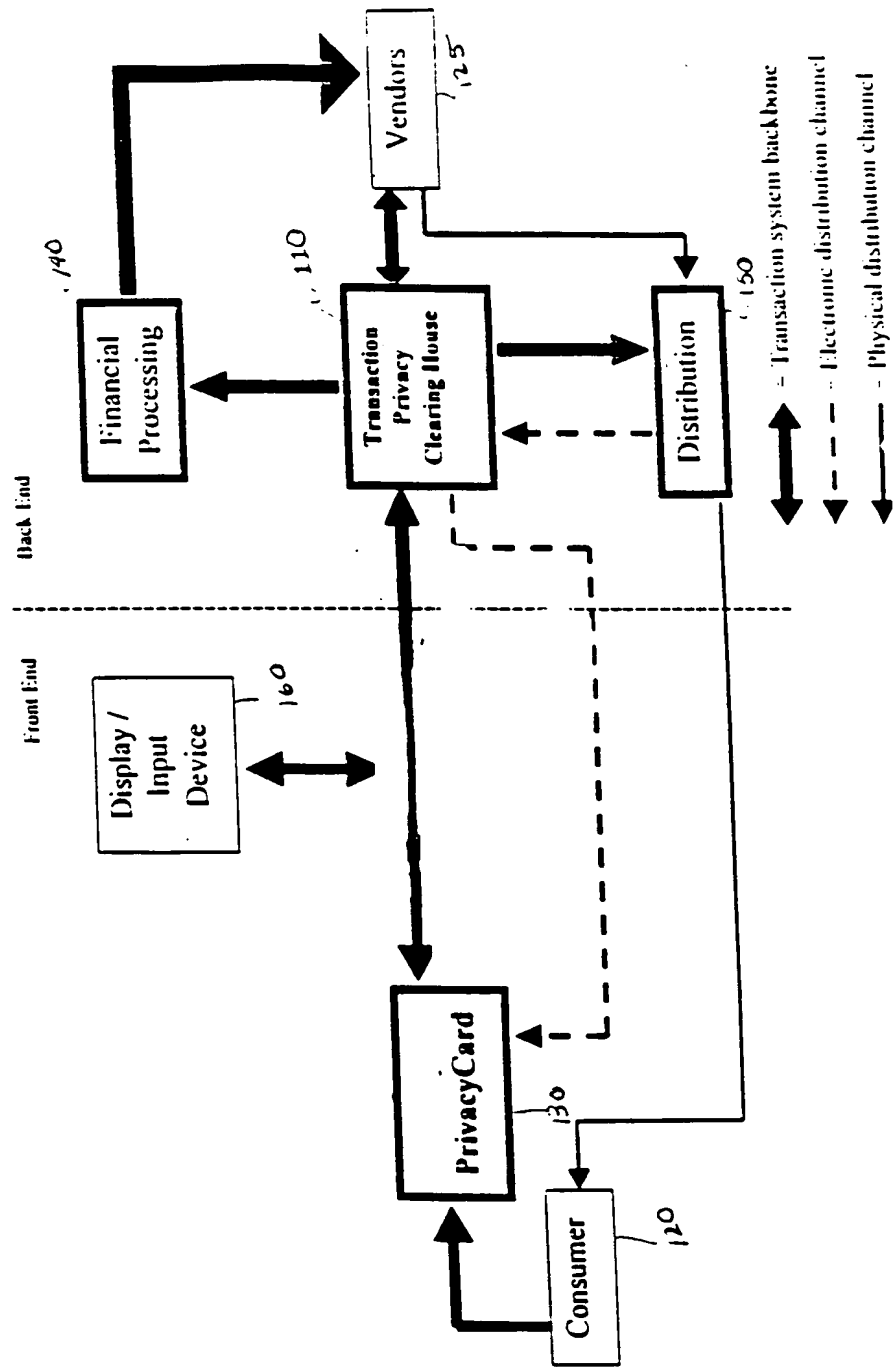 Front End
Back End
Display /
Input
Device
160
Financial
Processing
140
PrivacyCard
130
Transaction
Privacy
Clearing House
110
Vendors
125
Consumer
120
Distribution
150
= Transaction system backbone
= Electronic distribution channel
= Physical distribution channel